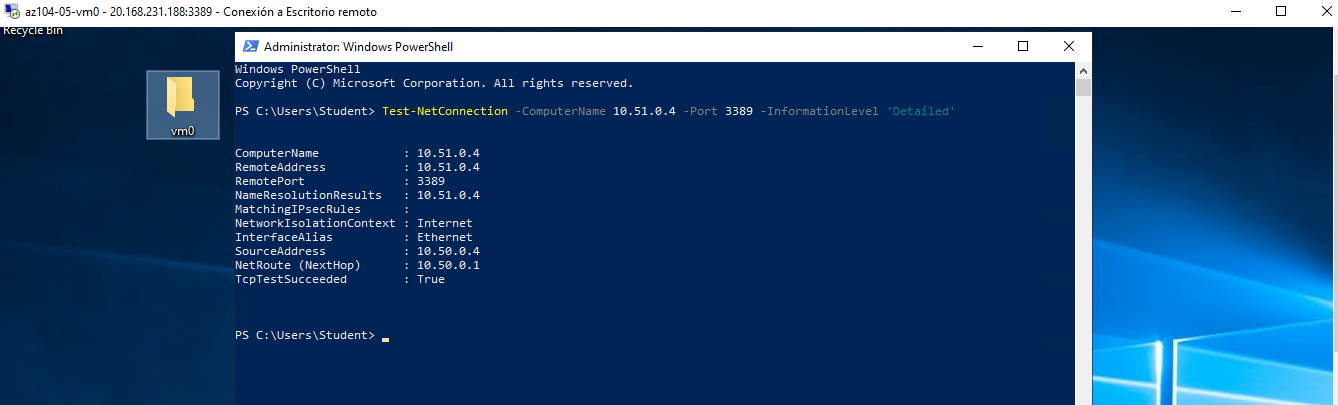 az104-05-vm0 - 20.168.231.188:3389 - Conexión a Escritorio remoto
Recycle Bin
Administrator: Windows PowerShell
vm0
Windows PowerShell
Copyright (C) Microsoft Corporation. All rights reserved.
PS C:\Users\Student> Test-NetConnection -ComputerName 10.51.0.4 -Port 3389 -InformationLevel 'Detailed'
ComputerName            : 10.51.0.4
RemoteAddress           : 10.51.0.4
RemotePort              : 3389
NameResolutionResults   : 10.51.0.4
MatchingIPsecRules      :
NetworkIsolationContext : Internet
InterfaceAlias          : Ethernet
SourceAddress           : 10.50.0.4
NetRoute (NextHop)      : 10.50.0.1
TcpTestSucceeded        : True
PS C:\Users\Student>